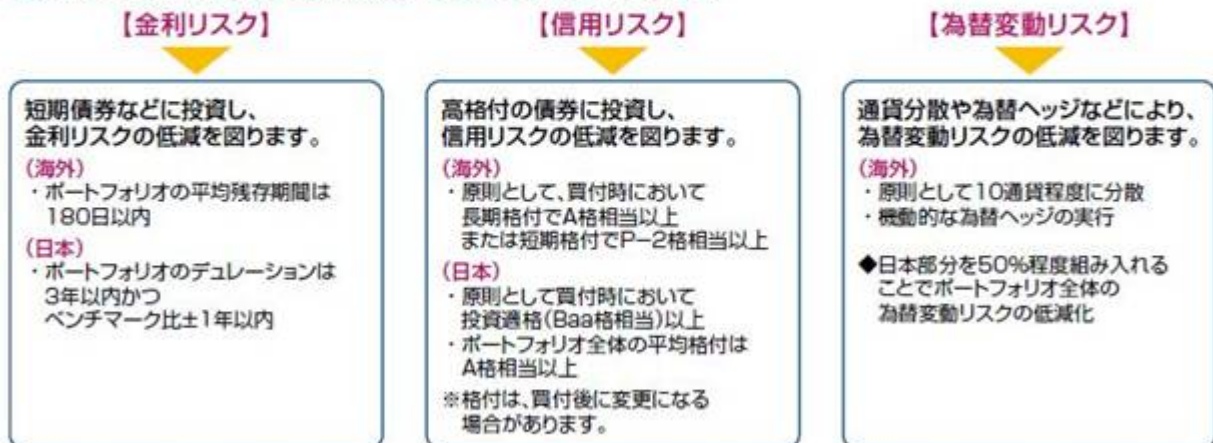 【金利リスク】
短期債券などに投資し、
金利リスクの低減を図ります。
(海外)
・ポートフォリオの平均残存期間は
180日以内
(日本)
・ポートフォリオのデュレーションは
3年以内かつ
ベンチマーク比±1年以内
【信用リスク】
高格付の債券に投資し、
信用リスクの低減を図ります。
(海外)
・原則として、買付時において
長期格付でA格相当以上
または短期格付でP-2格相当以上
(日本)
・原則として買付時において
投資適格(Baa格相当)以上
・ポートフォリオ全体の平均格付は
A格相当以上
※格付は、買付後に変更になる
場合があります。
【為替変動リスク】
通貨分散や為替ヘッジなどにより、
為替変動リスクの低減を図ります。
(海外)
・原則として10通貨程度に分散
・機動的な為替ヘッジの実行
◆日本部分を50%程度組み入れる
ことでポートフォリオ全体の
為替変動リスクの低減化